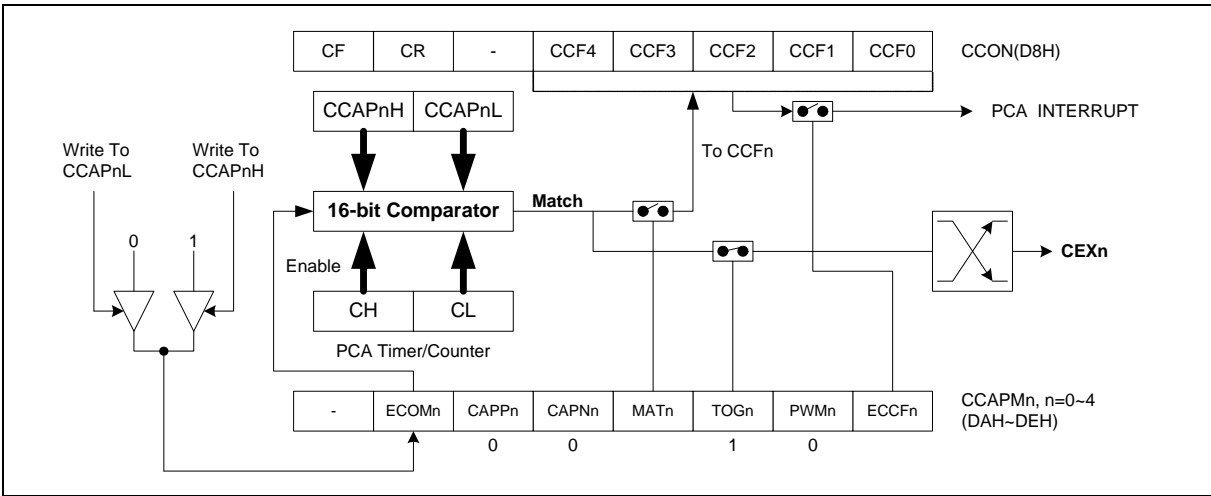 CF CR - CCF4 CCF3 CCF2 CCF1 CCF0 CCON(D8H)
CCAPnH CCAPnL
PCA INTERRUPT
To CCFn
Write To
CCAPnL
Write To
CCAPnH
16-bit Comparator
Match
0 1
Enable
CEXn
CH CL
PCA Timer/Counter
- ECOMn CAPPn CAPNn MATn TOGn PWMn ECCFn
CCAPMn, n=0~4
(DAH~DEH)
0 0 1 0